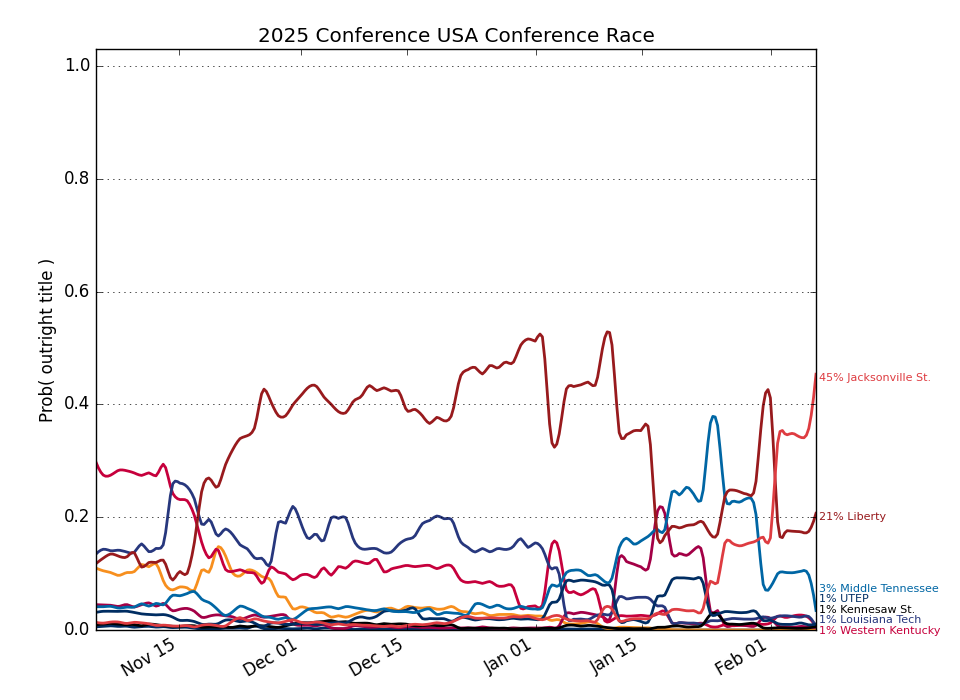 2025 Conference USA Conference Race
Prob( outright title )
1.0
0.8
0.6
0.4
0.2
0.0
Nov 15
Dec 01
Dec 15
Jan 01
Jan 15
Feb 01
45% Jacksonville St.
21% Liberty
3% Middle Tennessee
1% UTEP
1% Kennesaw St.
1% Louisiana Tech
1% Western Kentucky